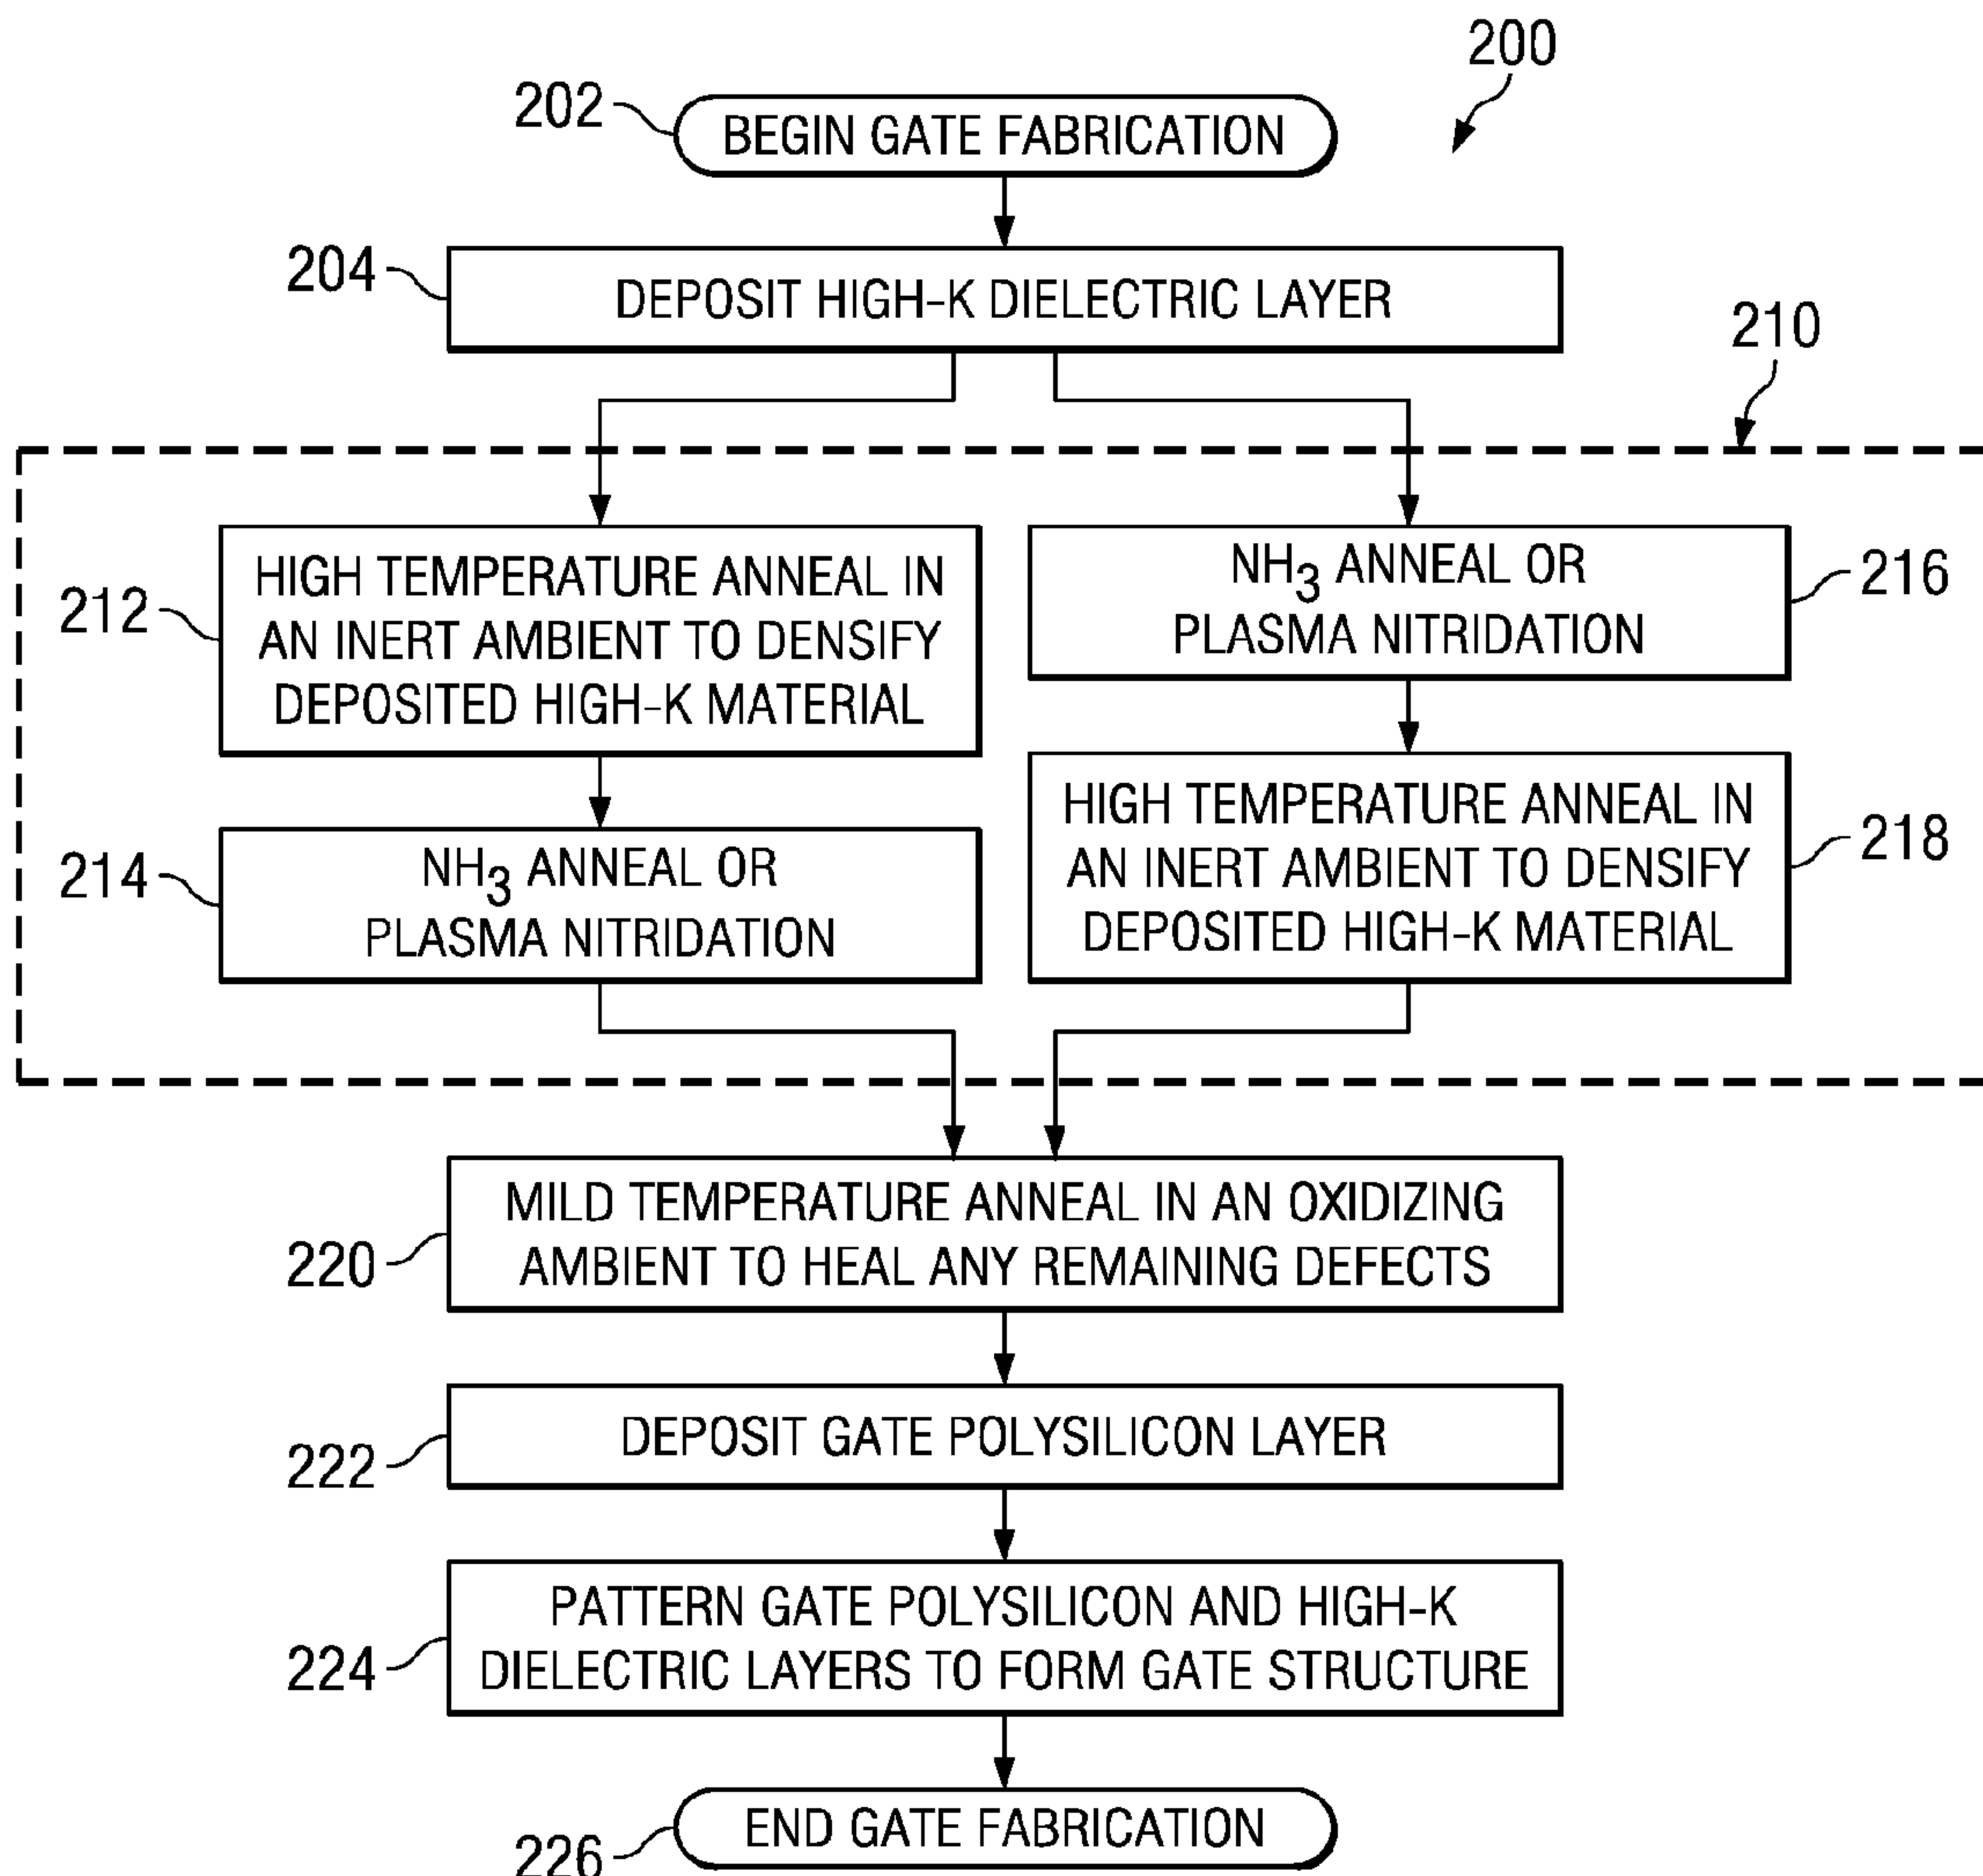 200
202
BEGIN GATE FABRICATION
204
DEPOSIT HIGH-K DIELECTRIC LAYER
210
212
HIGH TEMPERATURE ANNEAL IN
AN INERT AMBIENT TO DENSIFY
DEPOSITED HIGH-K MATERIAL
214
NH3 ANNEAL OR
PLASMA NITRIDATION
216
NH3 ANNEAL OR
PLASMA NITRIDATION
218
HIGH TEMPERATURE ANNEAL IN
AN INERT AMBIENT TO DENSIFY
DEPOSITED HIGH-K MATERIAL
220
MILD TEMPERATURE ANNEAL IN AN OXIDIZING
AMBIENT TO HEAL ANY REMAINING DEFECTS
222
DEPOSIT GATE POLYSILICON LAYER
224
PATTERN GATE POLYSILICON AND HIGH-K
DIELECTRIC LAYERS TO FORM GATE STRUCTURE
226
END GATE FABRICATION